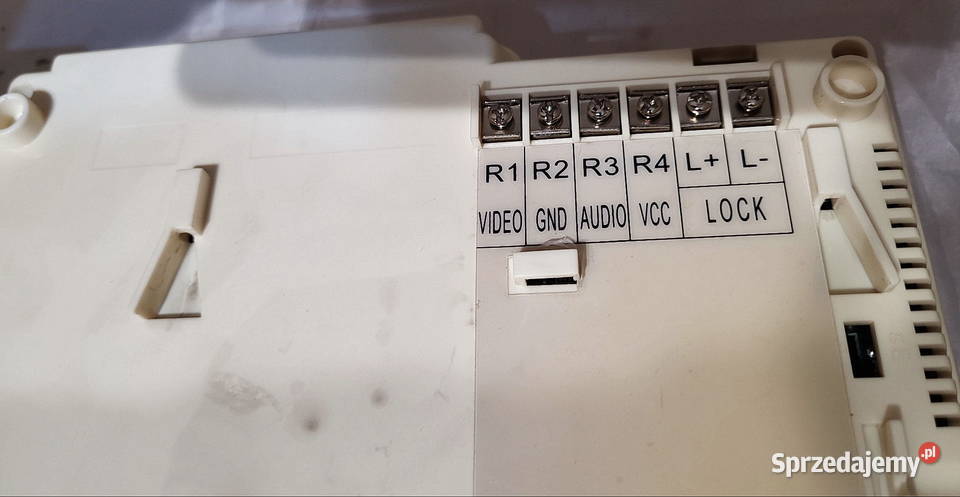 R1 R2 R3 R4 L+ L-
VIDEO GND AUDIO VCC LOCK
Sprzedajemy.pl